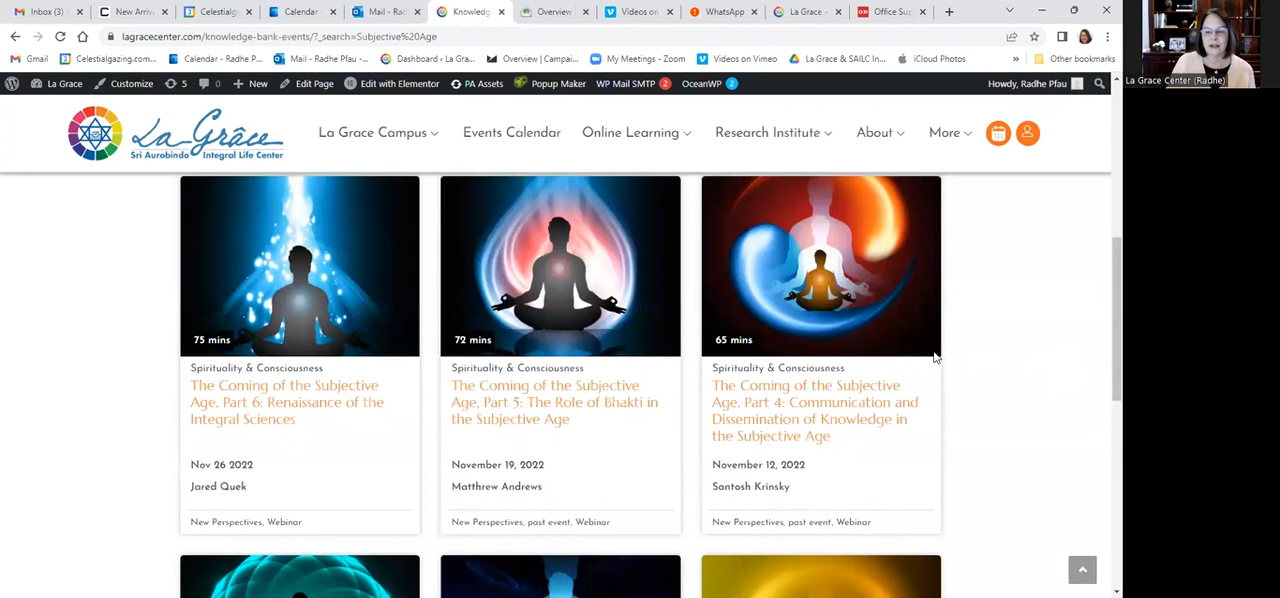 Inbox (3)
New Arriv
Celestialg
Calendar
Mail - Rad
Knowledg
Overview
Videos on
WhatsApp
La Grace –
Office Sup
lagracecenter.com/knowledge-bank-events/?_search=Subjective%20Age
Gmail
Celestialgazing.com...
Calendar - Radhe P...
Mail - Radhe Pfau -...
Dashboard ‹ La Gra...
Overview | Campai...
My Meetings - Zoom
Videos on Vimeo
La Grace & SAILC In...
iCloud Photos
»
Other bookmarks
La Grace Center (Radhe)
La Grace
Customize
5
0
New
Edit Page
Edit with Elementor
PA Assets
Popup Maker
WP Mail SMTP 2
OceanWP 2
Howdy, Radhe Pfau
La-Grâce
Sri Aurobindo Integral Life Center
La Grace Campus
Events Calendar
Online Learning
Research Institute
About
More
75 mins
Spirituality & Consciousness
The Coming of the Subjective
Age, Part 6: Renaissance of the
Integral Sciences
Nov 26 2022
Jared Quek
New Perspectives, Webinar
72 mins
Spirituality & Consciousness
The Coming of the Subjective
Age, Part 5: The Role of Bhakti in
the Subjective Age
November 19, 2022
Matthrew Andrews
New Perspectives, past event, Webinar
65 mins
Spirituality & Consciousness
The Coming of the Subjective
Age, Part 4: Communication and
Dissemination of Knowledge in
the Subjective Age
November 12, 2022
Santosh Krinsky
New Perspectives, past event, Webinar